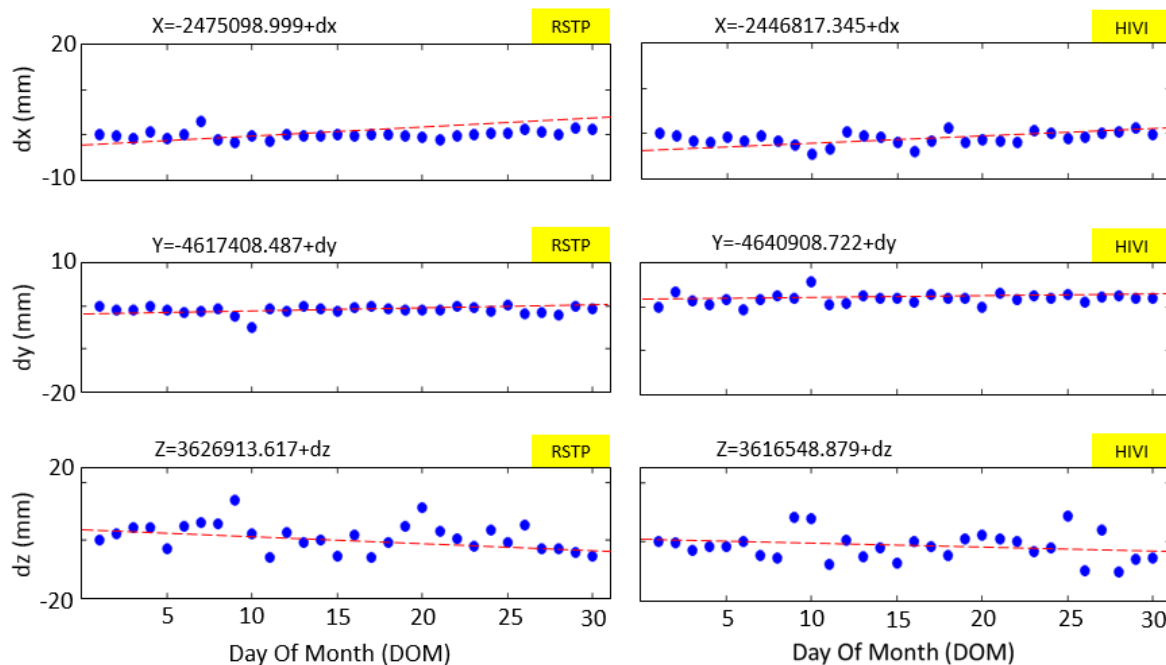 X=-2475098.999+dx RSTP X=-2446817.345+dx HIVI
20
dx (mm)
-10
Y=-4617408.487+dy RSTP Y=-4640908.722+dy HIVI
10
dy (mm)
-20
Z=3626913.617+dz RSTP Z=3616548.879+dz HIVI
20
dz (mm)
-20
5 10 15 20 25 30 5 10 15 20 25 30
Day Of Month (DOM) Day Of Month (DOM)